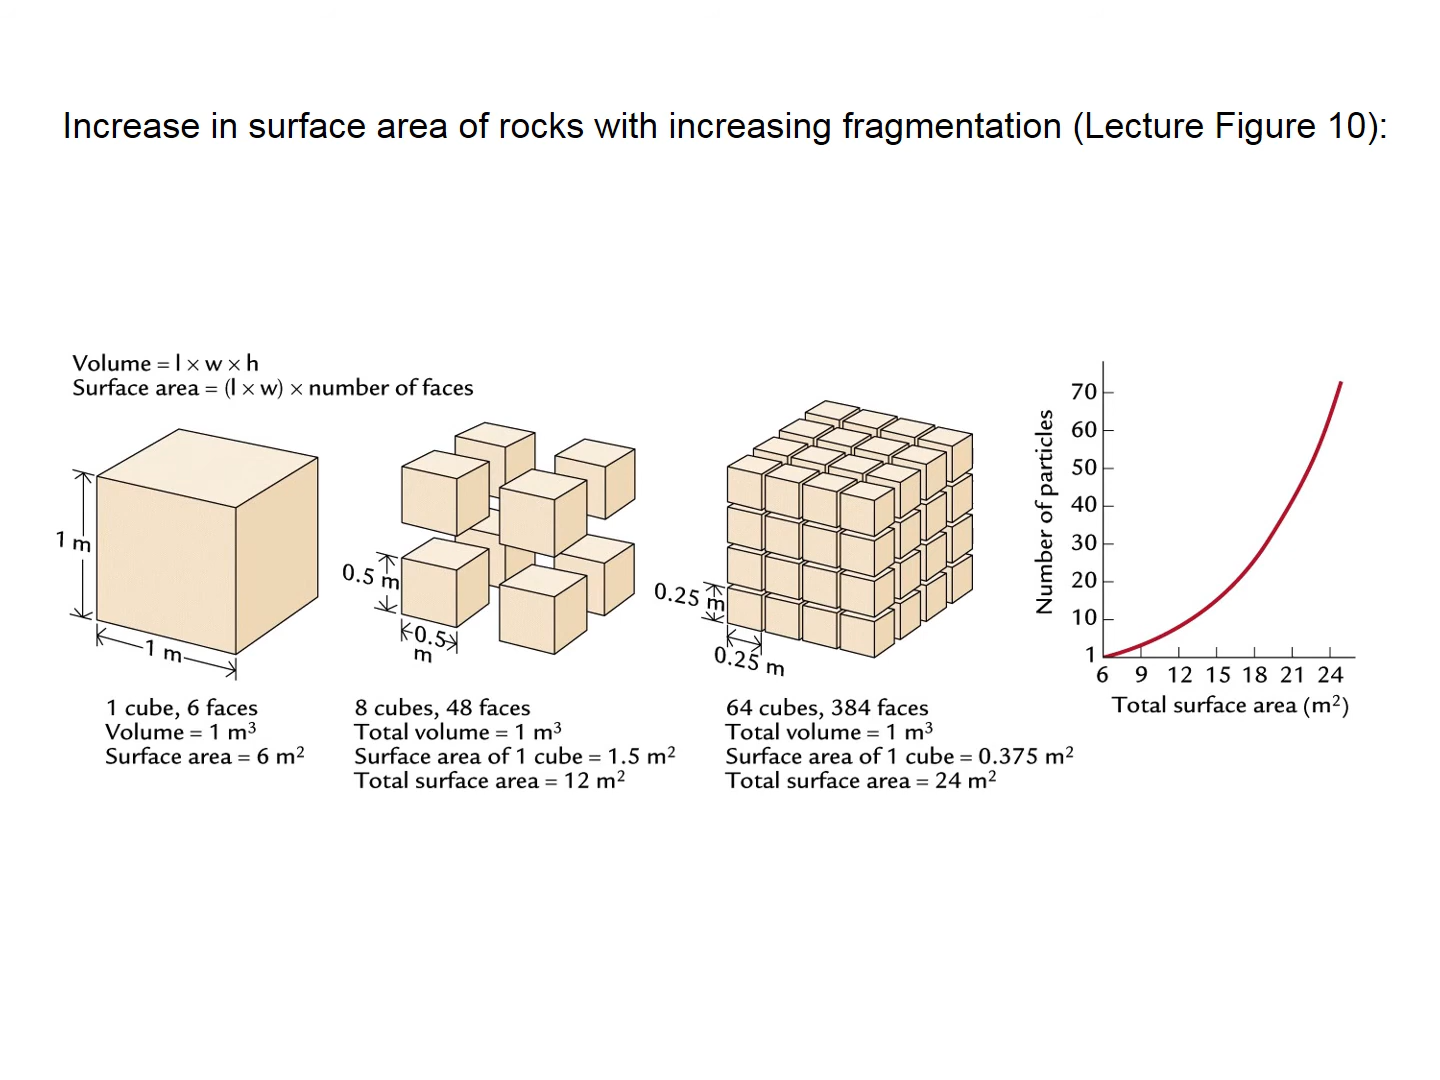 Increase in surface area of rocks with increasing fragmentation (Lecture Figure 10):
Volume = l × w × h
Surface area = (l × w) × number of faces
1 m
1 m
1 cube, 6 faces
Volume = 1 m³
Surface area = 6 m²
0.5 m
0.5
m
8 cubes, 48 faces
Total volume = 1 m³
Surface area of 1 cube = 1.5 m²
Total surface area = 12 m²
0.25 m
0.25 m
64 cubes, 384 faces
Total volume = 1 m³
Surface area of 1 cube = 0.375 m²
Total surface area = 24 m²
Number of particles
70
60
50
40
30
20
10
1
6 9 12 15 18 21 24
Total surface area (m²)